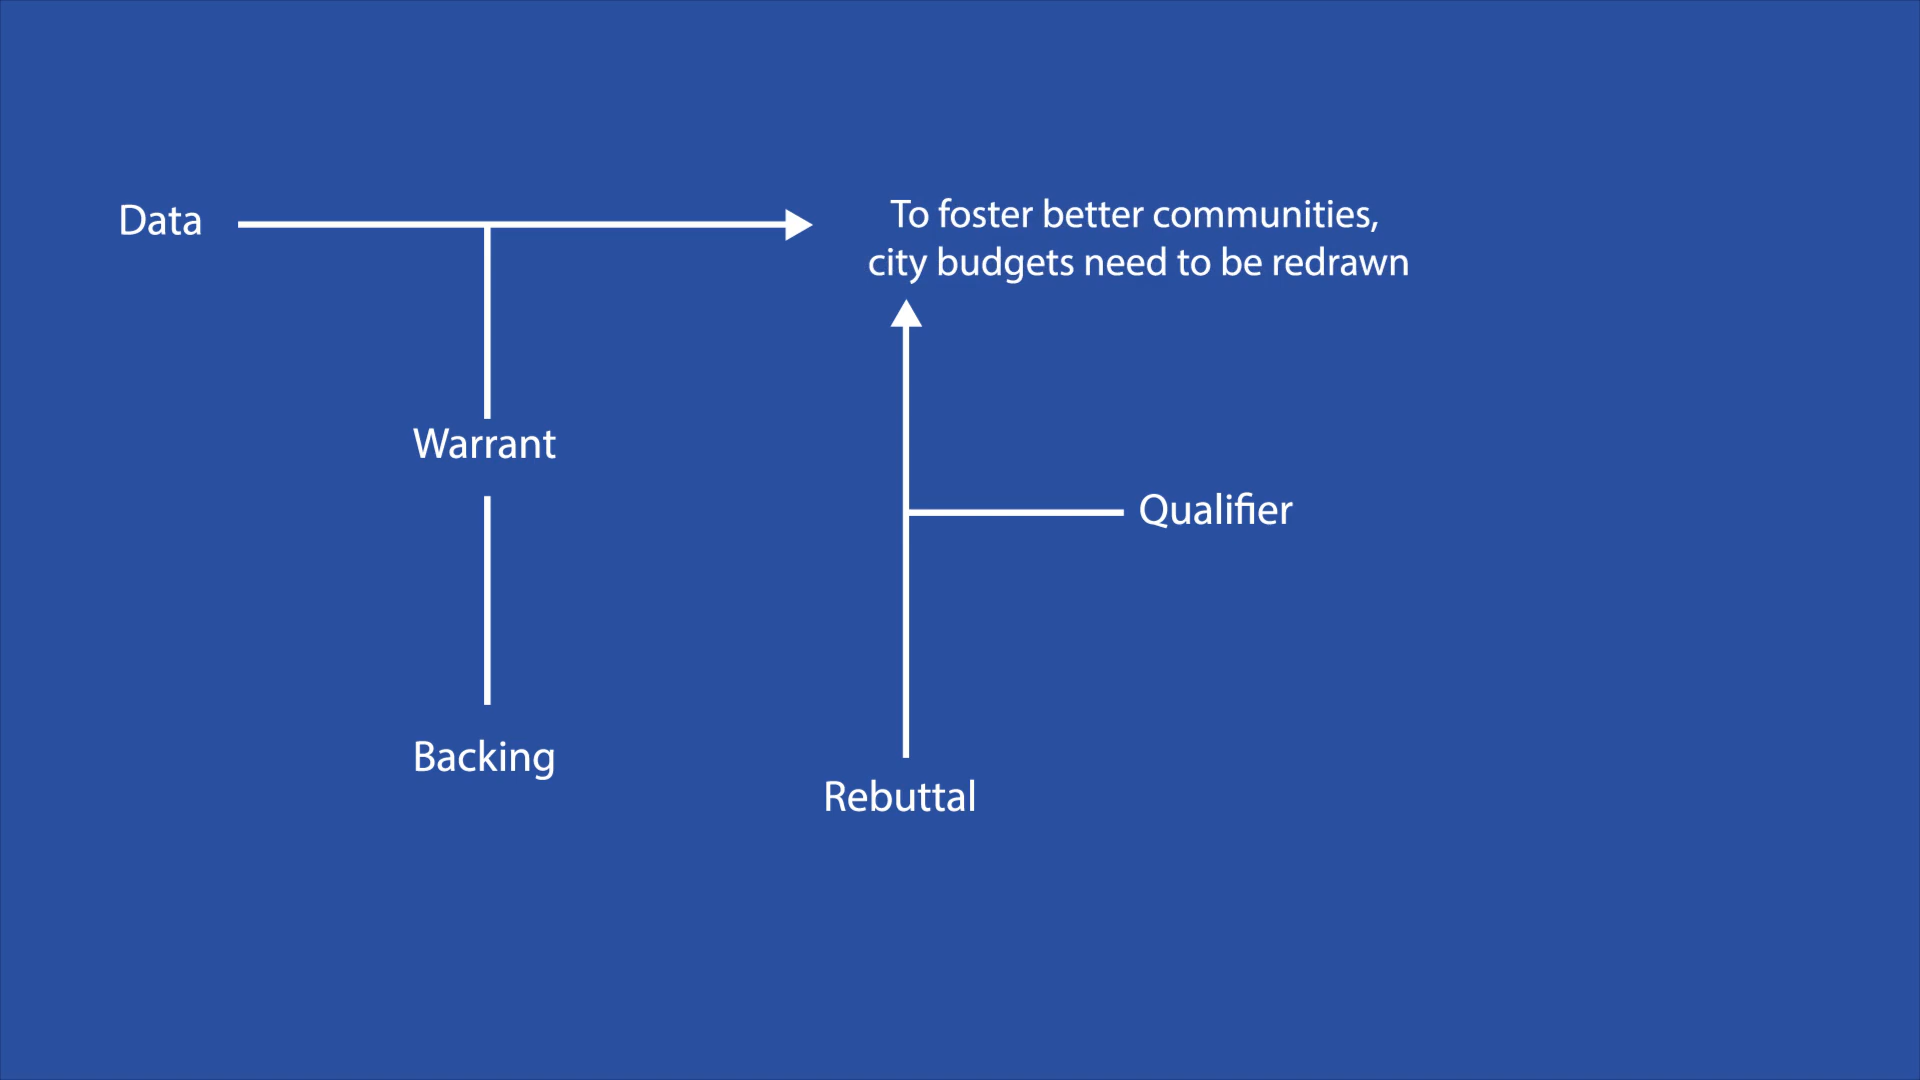 Data
To foster better communities,
city budgets need to be redrawn
Warrant
Qualifier
Backing
Rebuttal